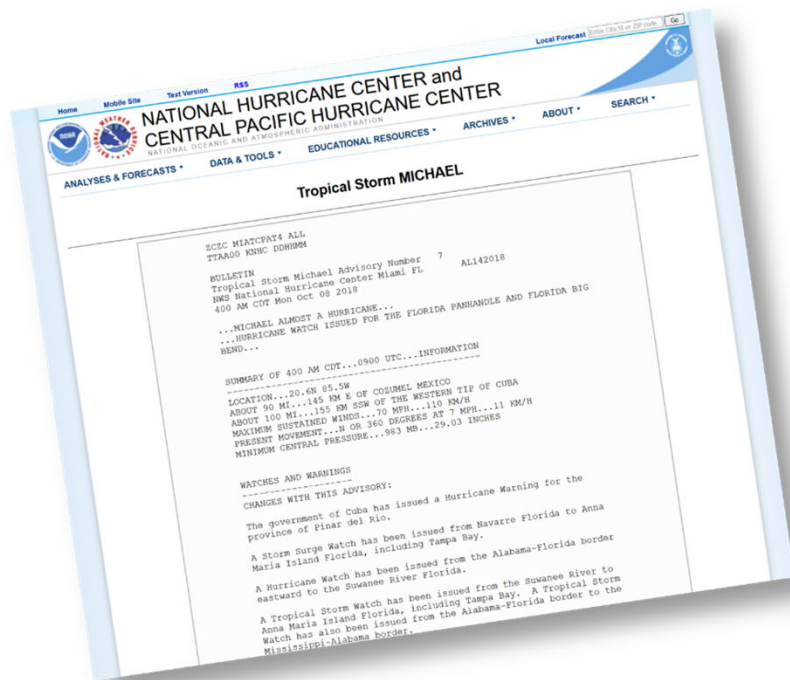 Local Forecast Enter City, St or ZIP code Go
Home Mobile Site Text Version RSS
NATIONAL HURRICANE CENTER and
CENTRAL PACIFIC HURRICANE CENTER
NATIONAL OCEANIC AND ATMOSPHERIC ADMINISTRATION
ANALYSES & FORECASTS DATA & TOOLS EDUCATIONAL RESOURCES ARCHIVES ABOUT SEARCH
Tropical Storm MICHAEL
ZCZC MIATCPAT4 ALL
TTAA00 KNHC DDHHMM
BULLETIN
Tropical Storm Michael Advisory Number 7
NWS National Hurricane Center Miami FL AL142018
400 AM CDT Mon Oct 08 2018
...MICHAEL ALMOST A HURRICANE...
...HURRICANE WATCH ISSUED FOR THE FLORIDA PANHANDLE AND FLORIDA BIG
BEND...
SUMMARY OF 400 AM CDT...0900 UTC...INFORMATION
----------------------------------------------
LOCATION...20.6N 85.5W
ABOUT 90 MI...145 KM E OF COZUMEL MEXICO
ABOUT 100 MI...155 KM SSW OF THE WESTERN TIP OF CUBA
MAXIMUM SUSTAINED WINDS...70 MPH...110 KM/H
PRESENT MOVEMENT...N OR 360 DEGREES AT 7 MPH...11 KM/H
MINIMUM CENTRAL PRESSURE...983 MB...29.03 INCHES
WATCHES AND WARNINGS
--------------------
CHANGES WITH THIS ADVISORY:
The government of Cuba has issued a Hurricane Warning for the
province of Pinar del Rio.
A Storm Surge Watch has been issued from Navarre Florida to Anna
Maria Island Florida, including Tampa Bay.
A Hurricane Watch has been issued from the Alabama-Florida border
eastward to the Suwanee River Florida.
A Tropical Storm Watch has been issued from the Suwanee River to
Anna Maria Island Florida, including Tampa Bay. A Tropical Storm
Watch has also been issued from the Alabama-Florida border to the
Mississippi-Alabama border.